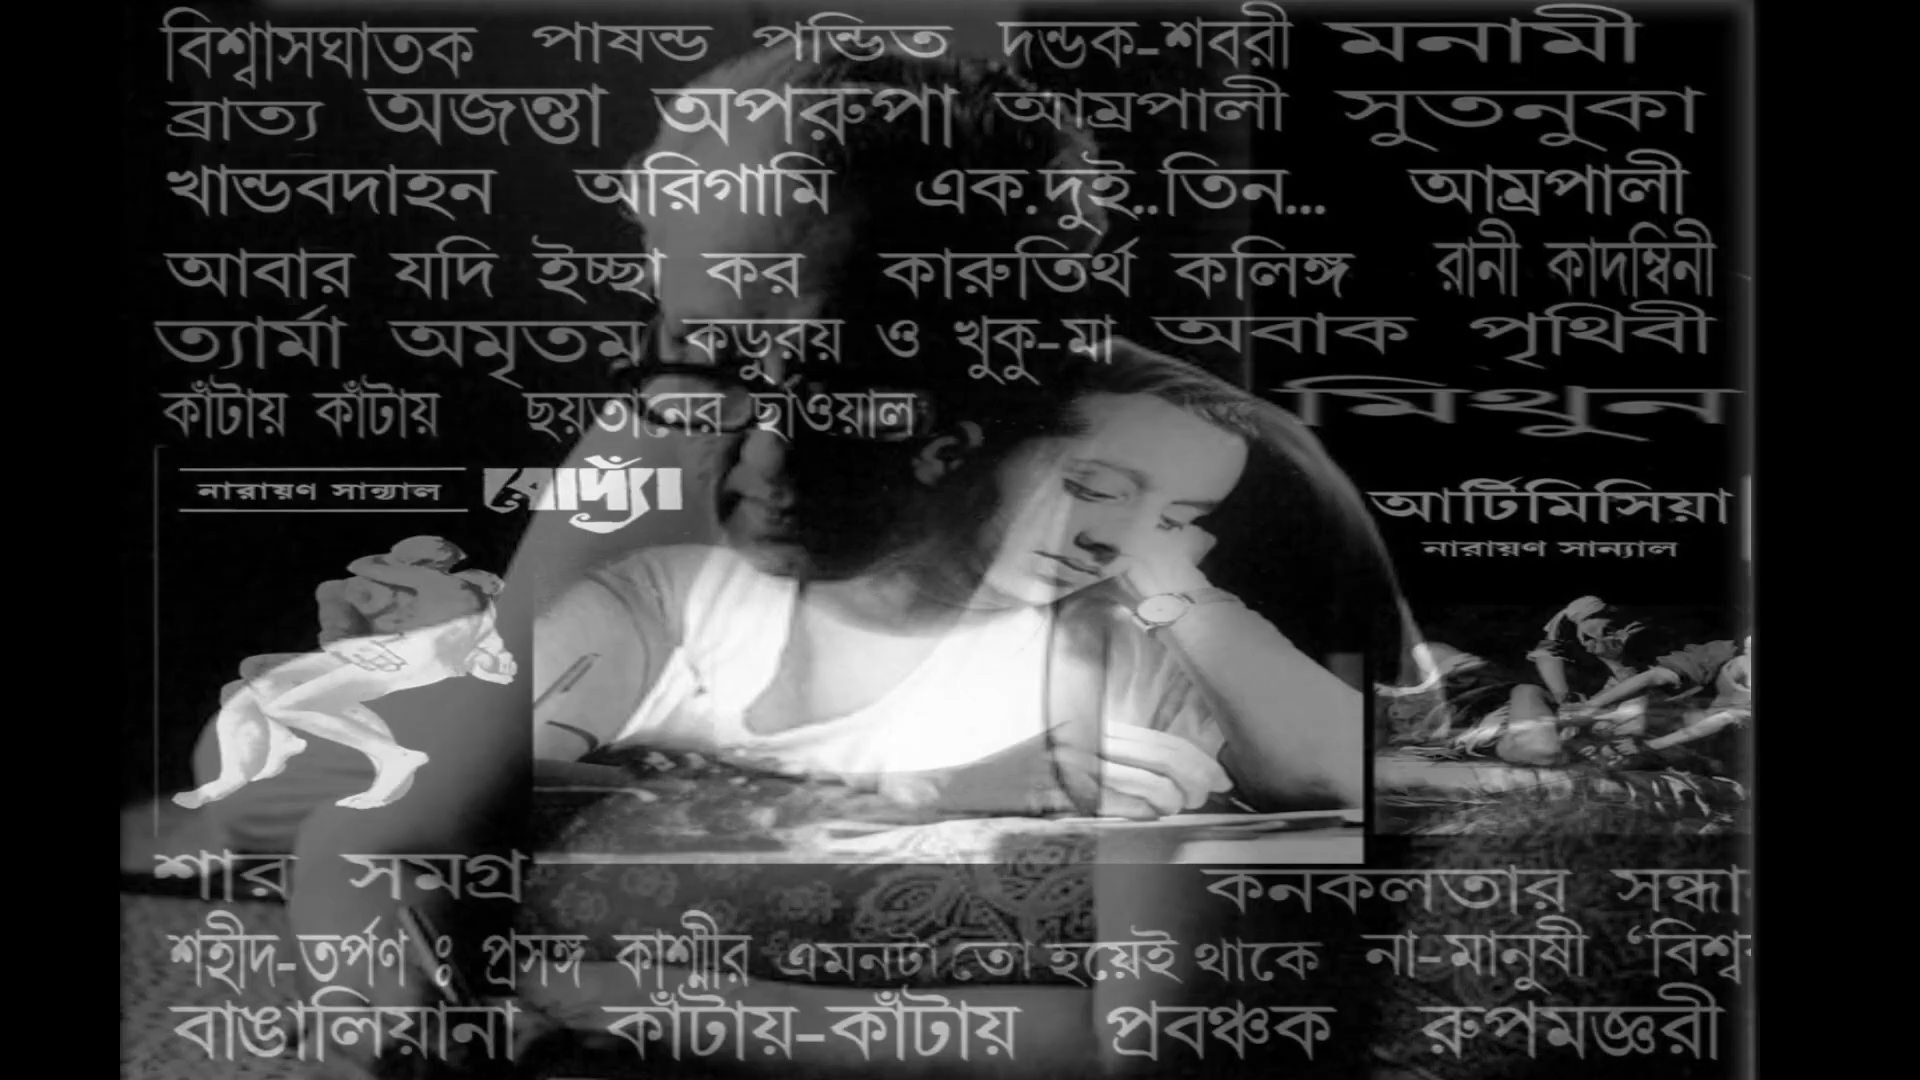 বিশ্বাসঘাতক পাষন্ড পন্ডিত দন্ডক-শবরী মনামী
ব্রাত্য অজন্তা অপরুপা আম্রপালী সুতনুকা
খান্ডবদাহন অরিগামি এক.দুই..তিন... আম্রপালী
আবার যদি ইচ্ছা কর কারুতির্থ কলিঙ্গ রানী কাদম্বিনী
ত্যার্মা অমৃতম কড়ুরয় ও খুকু-মা অবাক পৃথিবী
কাঁটায় কাঁটায় ছয়তানের ছাঁওয়াল মিথুন
নারায়ণ সান্যাল রোদ্যাঁ
আর্টিমিসিয়া
নারায়ণ সান্যাল
শার সমগ্র কনকলতার সন্ধা
শহীদ-তর্পণ ঃ প্রসঙ্গ কাশ্মীর এমনটা তো হয়েই থাকে না-মানুষী ‘বিশ্ব
বাঙালিয়ানা কাঁটায়-কাঁটায় প্রবঞ্চক রুপমজ্ঞরী